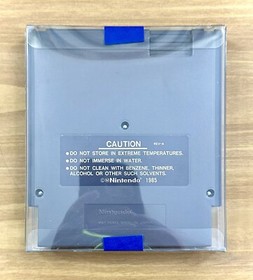 CAUTION
REV-A
•DO NOT STORE IN EXTREME TEMPERATURES.
•DO NOT IMMERSE IN WATER.
•DO NOT CLEAN WITH BENZENE, THINNER,
ALCOHOL OR OTHER SUCH SOLVENTS.
©®Nintendo® 1985